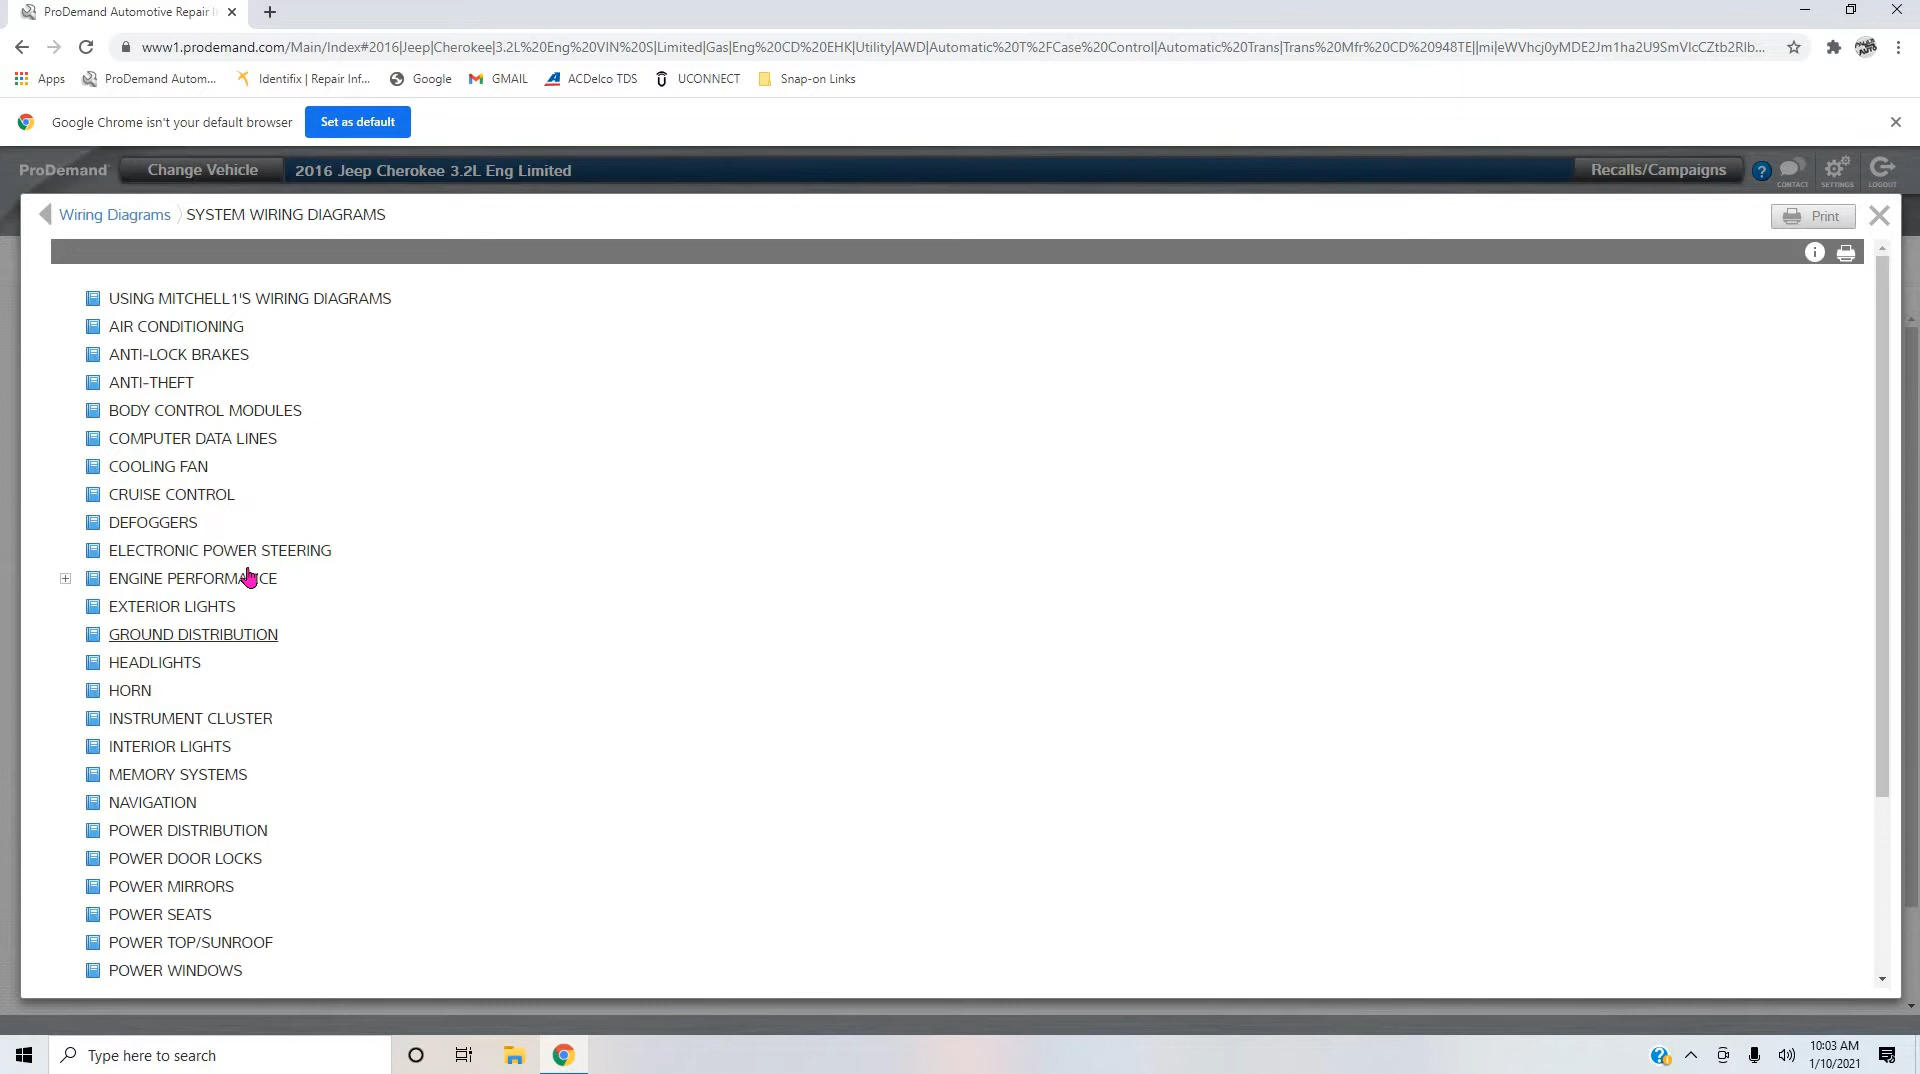 ProDemand Automotive Repair I
www1.prodemand.com/Main/Index#2016|Jeep|Cherokee|3.2L%20Eng%20VIN%20S|Limited|Gas|Eng%20CD%20EHK|Utility|AWD|Automatic%20T%2FCase%20Control|Automatic%20Trans|Trans%20Mfr%20CD%20948TE||mi|
Apps ProDemand Autom... Identifix | Repair Inf... Google GMAIL ACDelco TDS UCONNECT Snap-on Links
Google Chrome isn't your default browser Set as default
ProDemand Change Vehicle 2016 Jeep Cherokee 3.2L Eng Limited Recalls/Campaigns ? CONTACT SETTINGS LOGOUT
Wiring Diagrams SYSTEM WIRING DIAGRAMS Print
USING MITCHELL1'S WIRING DIAGRAMS
AIR CONDITIONING
ANTI-LOCK BRAKES
ANTI-THEFT
BODY CONTROL MODULES
COMPUTER DATA LINES
COOLING FAN
CRUISE CONTROL
DEFOGGERS
ELECTRONIC POWER STEERING
ENGINE PERFORMANCE
EXTERIOR LIGHTS
GROUND DISTRIBUTION
HEADLIGHTS
HORN
INSTRUMENT CLUSTER
INTERIOR LIGHTS
MEMORY SYSTEMS
NAVIGATION
POWER DISTRIBUTION
POWER DOOR LOCKS
POWER MIRRORS
POWER SEATS
POWER TOP/SUNROOF
POWER WINDOWS
Type here to search
10:03 AM
1/10/2021